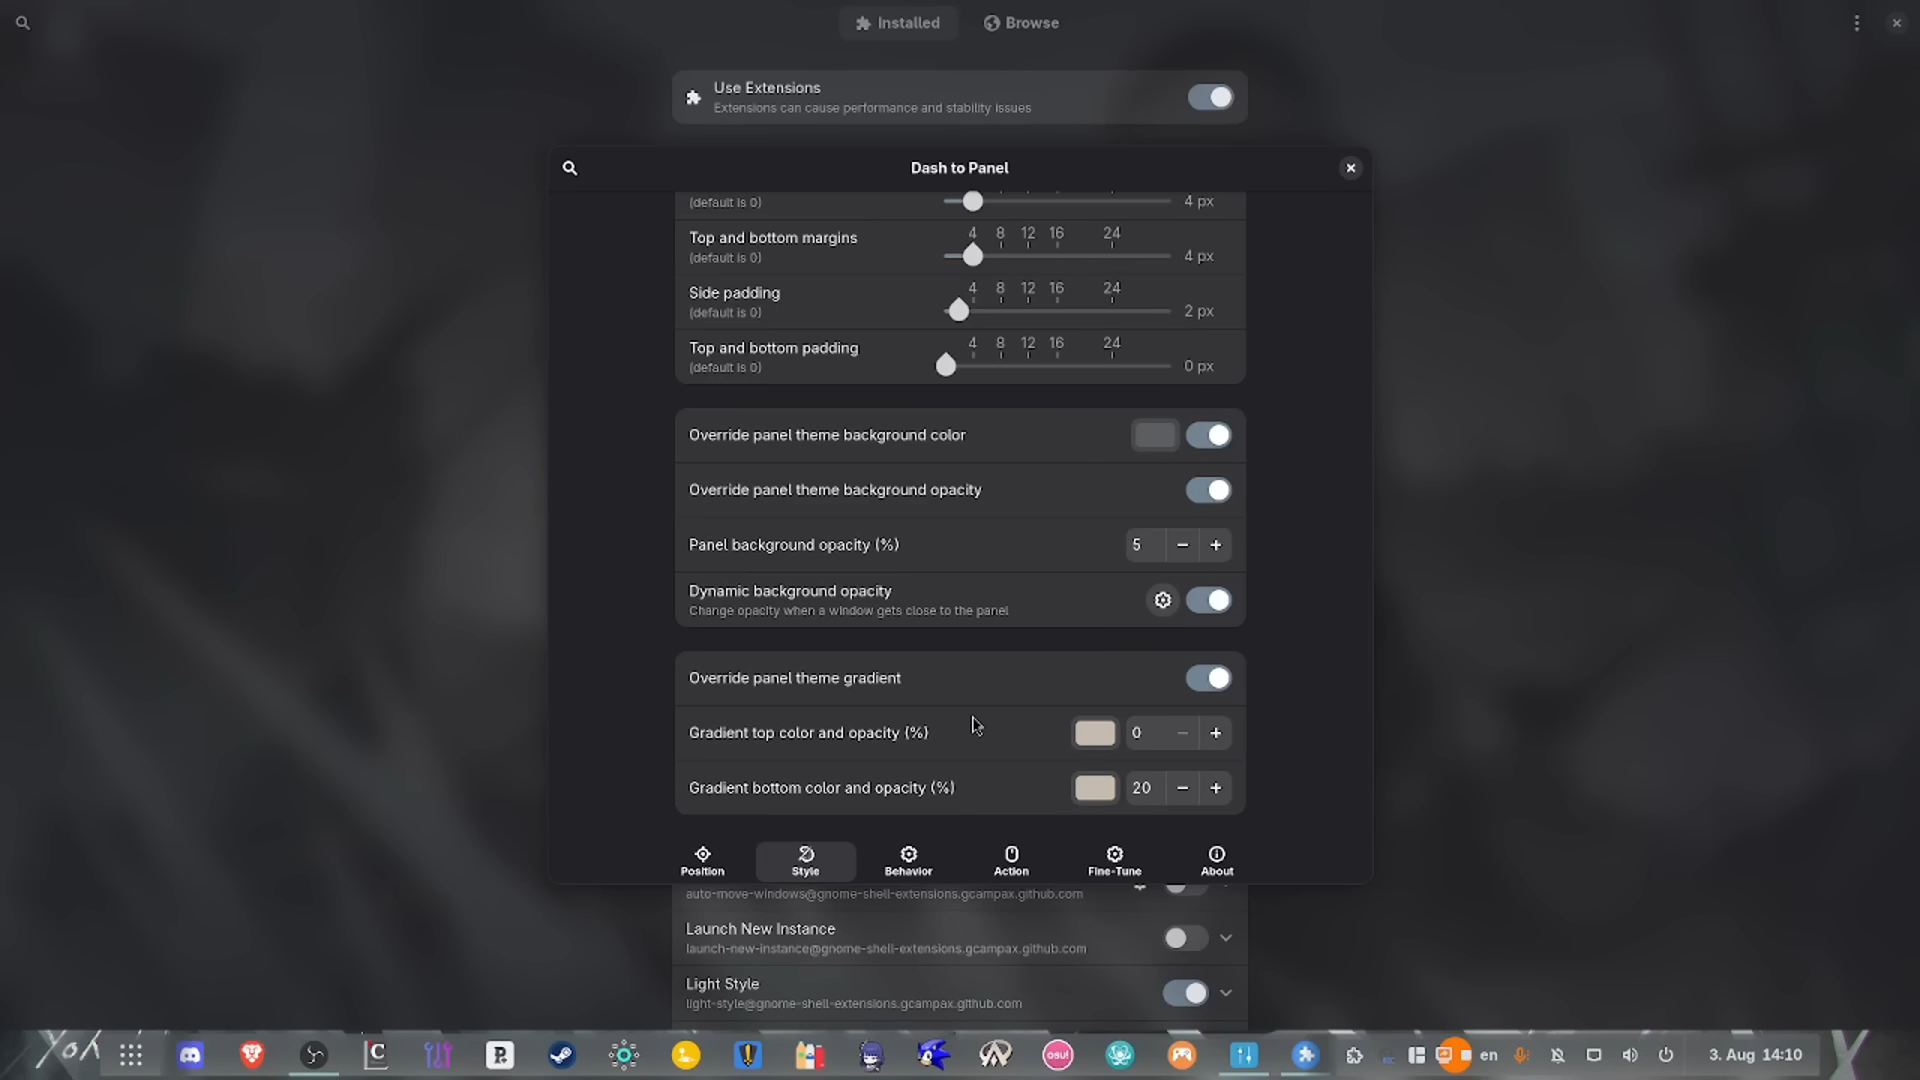 Installed
Browse
Use Extensions
Extensions can cause performance and stability issues
Dash to Panel
(default is 0)
4 px
Top and bottom margins
4 8 12 16 24
(default is 0)
4 px
Side padding
4 8 12 16 24
(default is 0)
2 px
Top and bottom padding
4 8 12 16 24
(default is 0)
0 px
Override panel theme background color
Override panel theme background opacity
Panel background opacity (%)
5 − +
Dynamic background opacity
Change opacity when a window gets close to the panel
Override panel theme gradient
Gradient top color and opacity (%)
0 − +
Gradient bottom color and opacity (%)
20 − +
Position
Style
Behavior
Action
Fine-Tune
About
auto-move-windows@gnome-shell-extensions.gcampax.github.com
Launch New Instance
launch-new-instance@gnome-shell-extensions.gcampax.github.com
Light Style
light-style@gnome-shell-extensions.gcampax.github.com
osu!
en
3. Aug 14:10